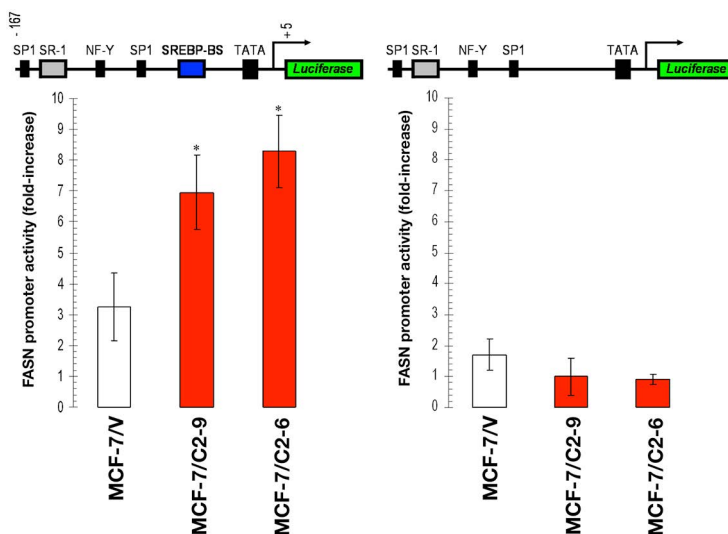 - 167
+ 5
SP1 SR-1 NF-Y SP1 SREBP-BS TATA
Luciferase
FASN promoter activity (fold-increase)
10
9
8
7
6
5
4
3
2
1
0
*
*
MCF-7/V
MCF-7/C2-9
MCF-7/C2-6
SP1 SR-1 NF-Y SP1 TATA
Luciferase
FASN promoter activity (fold-increase)
10
9
8
7
6
5
4
3
2
1
0
MCF-7/V
MCF-7/C2-9
MCF-7/C2-6